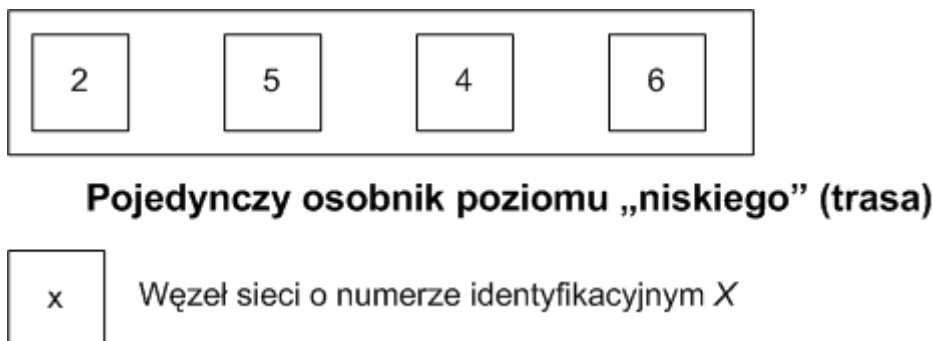 2 5 4 6
Pojedynczy osobnik poziomu „niskiego” (trasa)
x Węzeł sieci o numerze identyfikacyjnym X